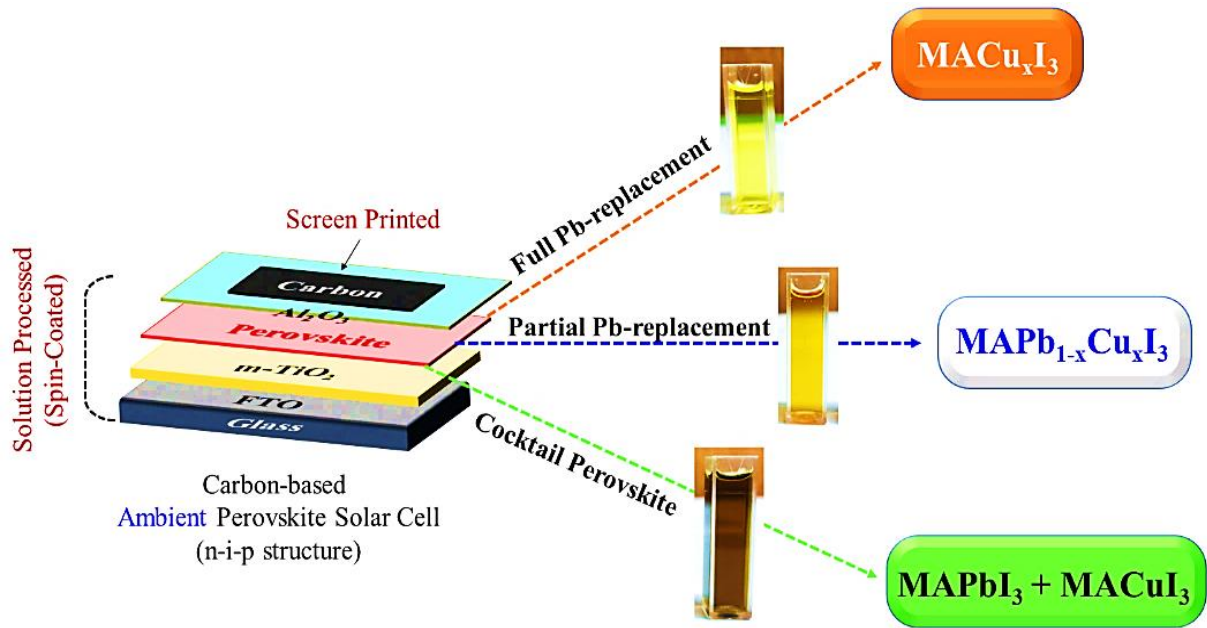 MACuₓI₃
Full Pb-replacement
Screen Printed
Carbon
Al₂O₃
Perovskite
m-TiO₂
FTO
Glass
Solution Processed
(Spin-Coated)
Partial Pb-replacement
MAPb₁₋ₓCuₓI₃
Cocktail Perovskite
Carbon-based
Ambient Perovskite Solar Cell
(n-i-p structure)
MAPbI₃ + MACuI₃